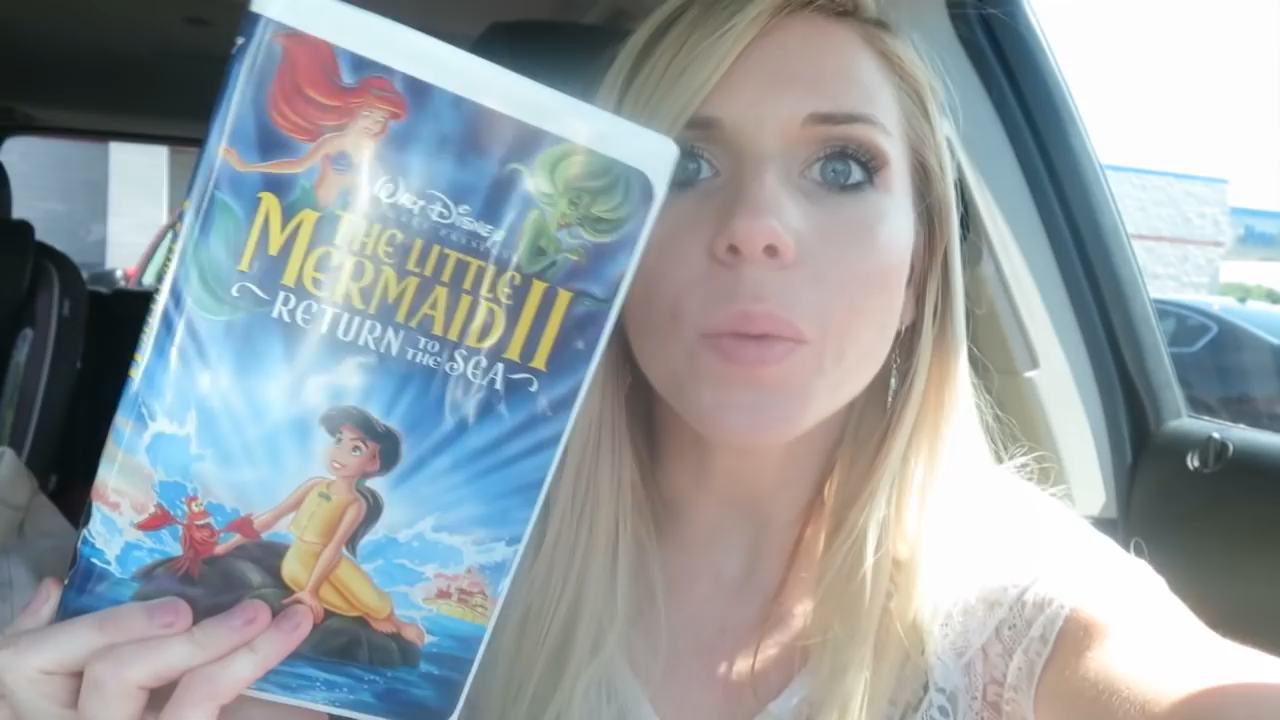 WALT DISNEY
THE LITTLE
MERMAID II
~RETURN TO THE SEA~